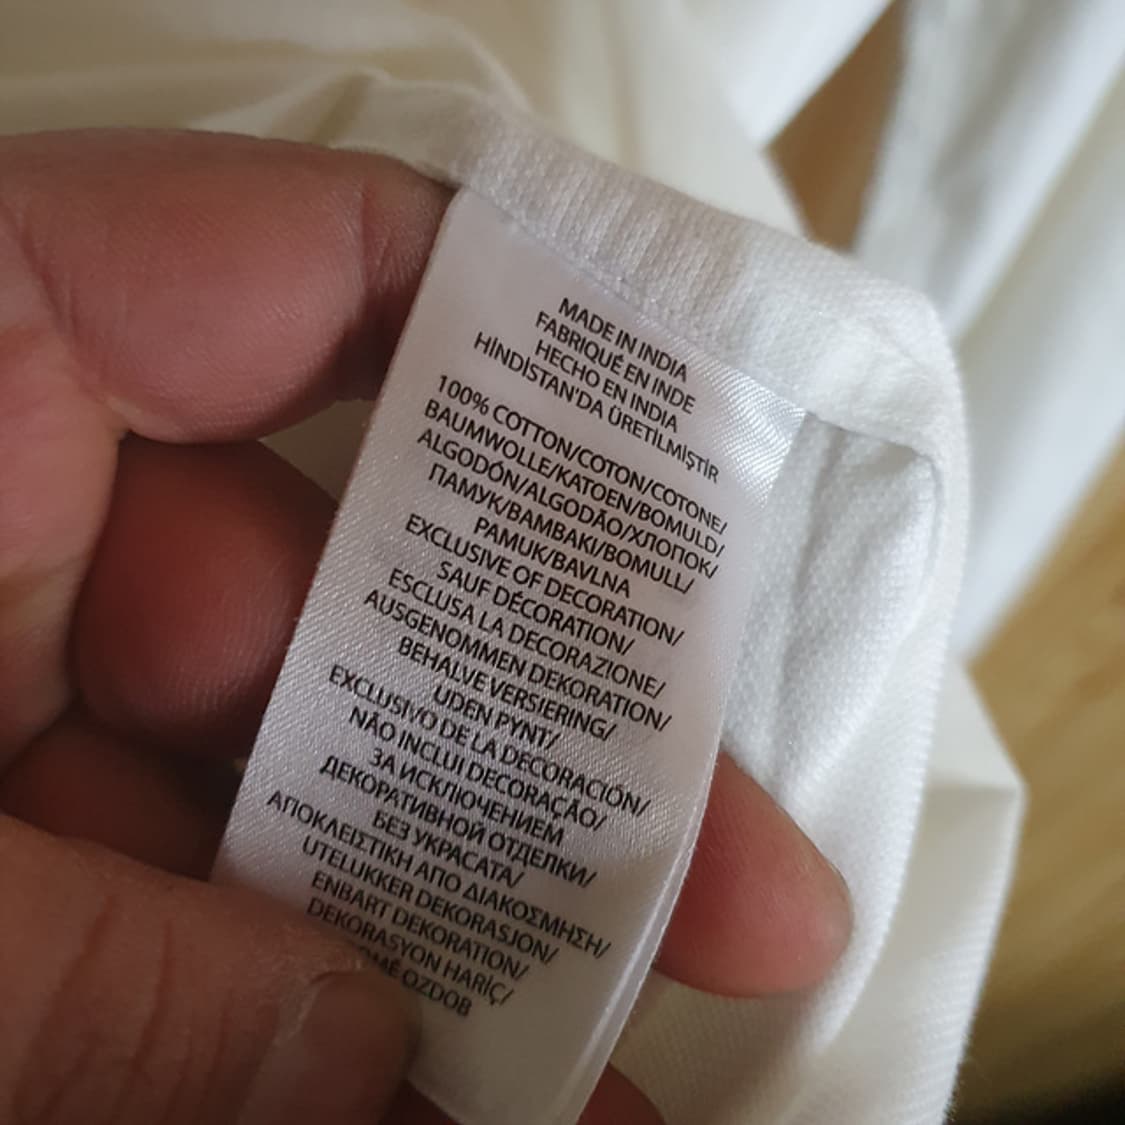 MADE IN INDIA
FABRIQUÉ EN INDE
HECHO EN INDIA
HİNDİSTAN'DA ÜRETİLMİŞTİR
100% COTTON/COTON/COTONE/
BAUMWOLLE/KATOEN/BOMULD/
ALGODÓN/ALGODÃO/ХЛОПОК/
ПАМУК/BAMBAKI/BOMULL/
PAMUK/BAVLNA
EXCLUSIVE OF DECORATION/
SAUF DÉCORATION/
ESCLUSA LA DECORAZIONE/
AUSGENOMMEN DEKORATION/
BEHALVE VERSIERING/
UDEN PYNT/
EXCLUSIVO DE LA DECORACIÓN/
NÃO INCLUI DECORAÇÃO/
ЗА ИСКЛЮЧЕНИЕМ
ДЕКОРАТИВНОЙ ОТДЕЛКИ/
БЕЗ УКРАСАТА/
ΑΠΟΚΛΕΙΣΤΙΚΗ ΑΠΟ ΔΙΑΚΟΣΜΗΣΗ/
UTELUKKER DEKORASJON/
ENBART DEKORATION/
DEKORASYON HARİÇ/
OZDOB